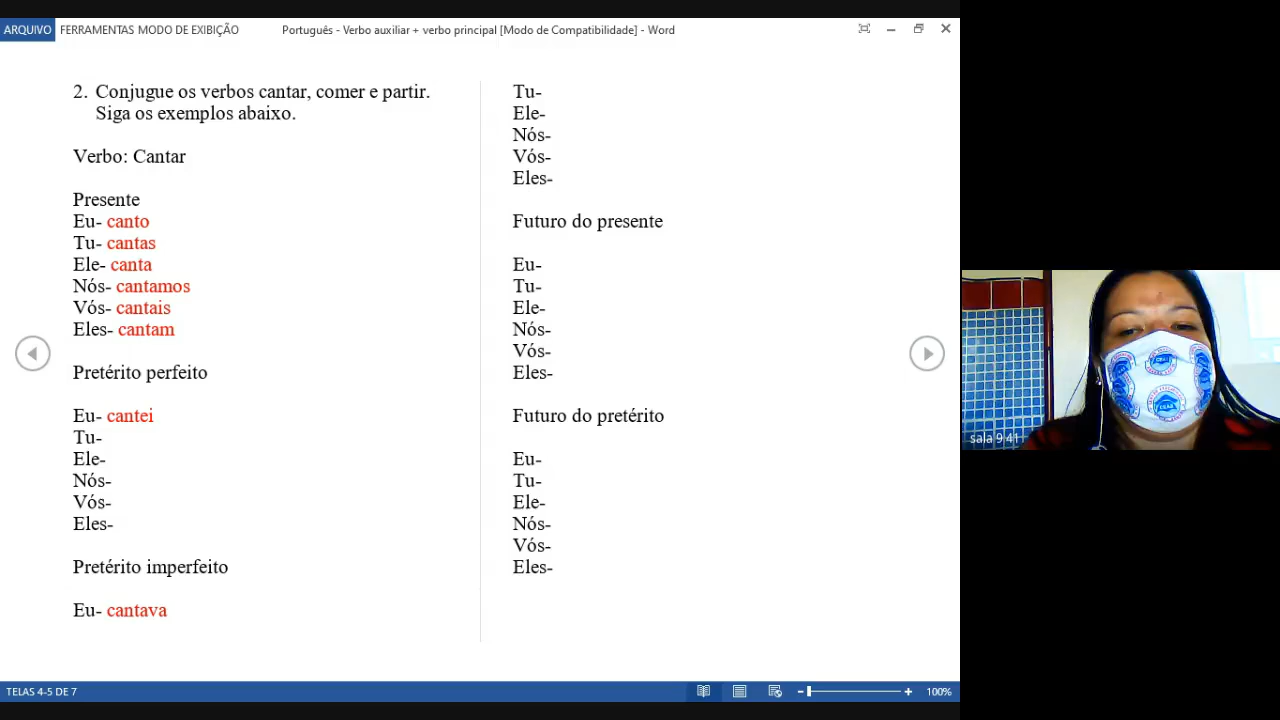 ARQUIVO FERRAMENTAS MODO DE EXIBIÇÃO Português - Verbo auxiliar + verbo principal [Modo de Compatibilidade] - Word
2. Conjugue os verbos cantar, comer e partir.
Siga os exemplos abaixo.
Verbo: Cantar
Presente
Eu- canto
Tu- cantas
Ele- canta
Nós- cantamos
Vós- cantais
Eles- cantam
Pretérito perfeito
Eu- cantei
Tu-
Ele-
Nós-
Vós-
Eles-
Pretérito imperfeito
Eu- cantava
Tu-
Ele-
Nós-
Vós-
Eles-
Futuro do presente
Eu-
Tu-
Ele-
Nós-
Vós-
Eles-
Futuro do pretérito
Eu-
Tu-
Ele-
Nós-
Vós-
Eles-
sala 9 41
TELAS 4-5 DE 7
100%